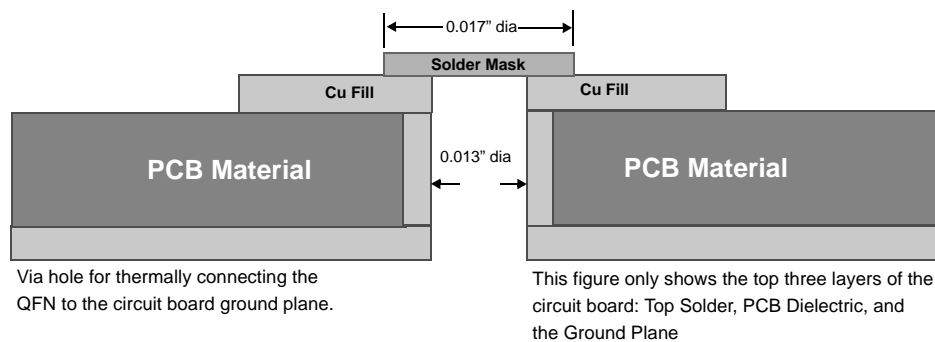 0.017” dia
Solder Mask
Cu Fill
Cu Fill
PCB Material
0.013” dia
PCB Material
Via hole for thermally connecting the
QFN to the circuit board ground plane.
This figure only shows the top three layers of the
circuit board: Top Solder, PCB Dielectric, and
the Ground Plane